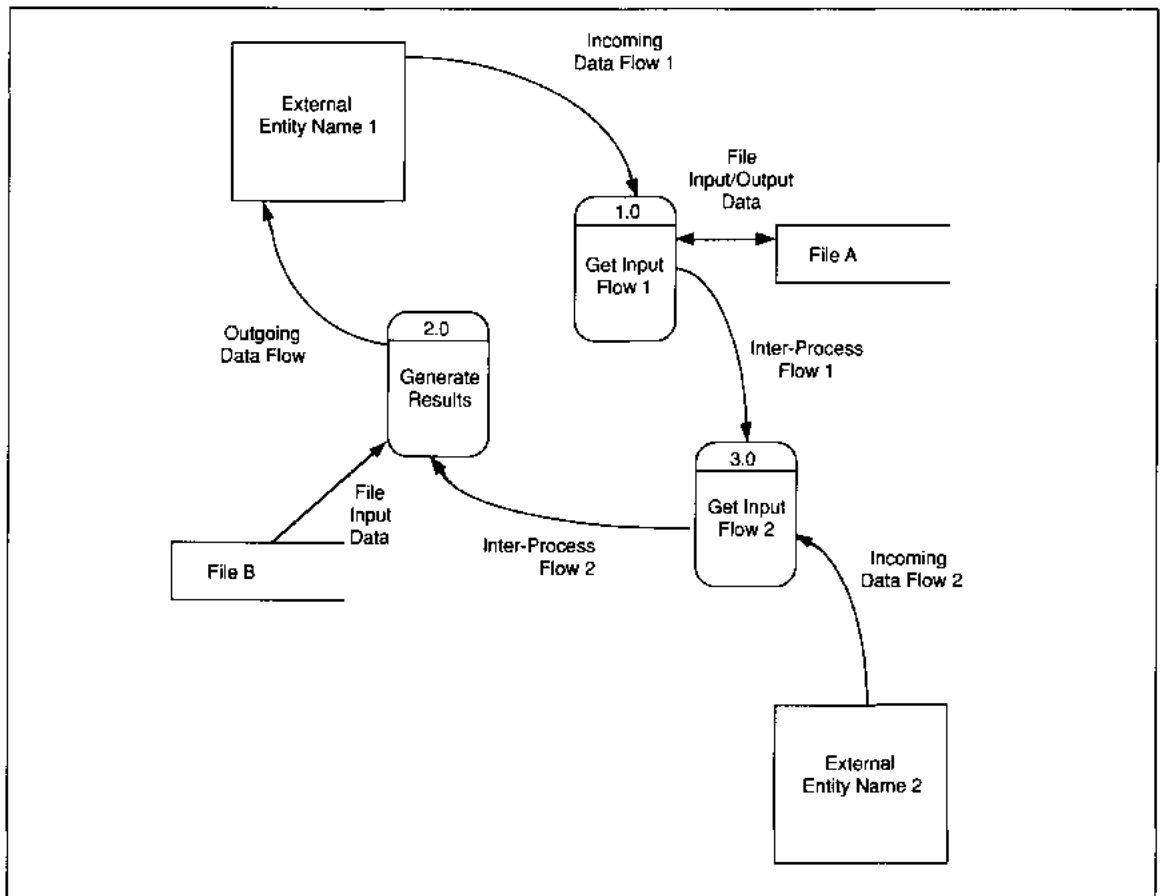 Incoming
Data Flow 1
External
Entity Name 1
File
Input/Output
Data
1.0
Get Input
Flow 1
File A
Outgoing
Data Flow
2.0
Generate
Results
Inter-Process
Flow 1
3.0
Get Input
Flow 2
File
Input
Data
File B
Inter-Process
Flow 2
Incoming
Data Flow 2
External
Entity Name 2